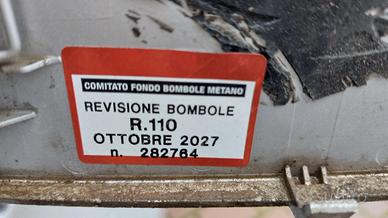 COMITATO FONDO BOMBOLE METANO
REVISIONE BOMBOLE
R.110
OTTOBRE 2027
n. 282764